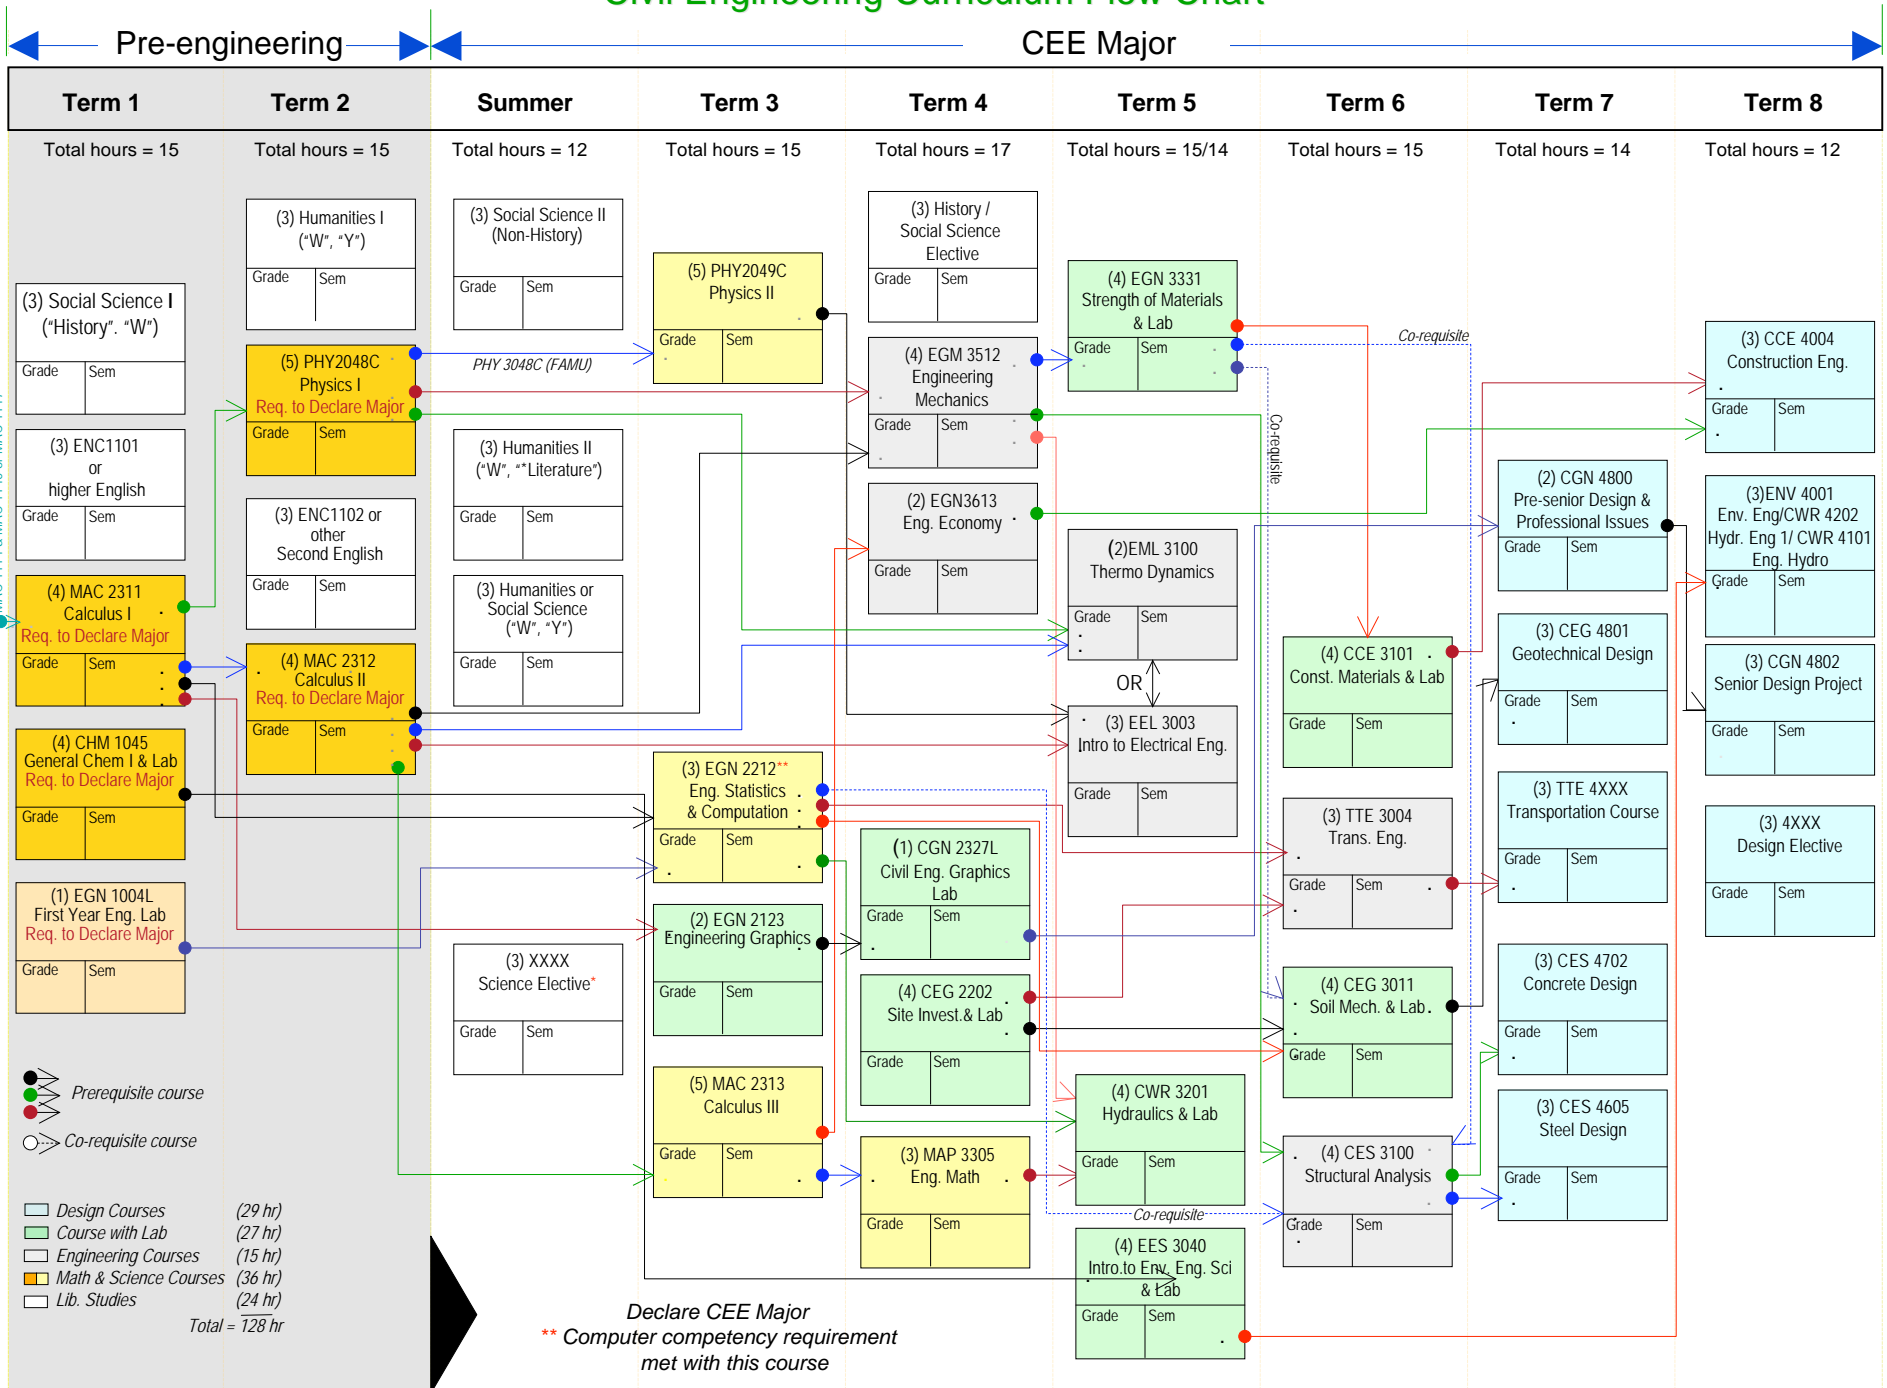 Civil Engineering Curriculum Flow Chart
Pre-engineering
CEE Major
Term 1
Term 2
Summer
Term 3
Term 4
Term 5
Term 6
Term 7
Term 8
Total hours = 15
Total hours = 15
Total hours = 12
Total hours = 15
Total hours = 17
Total hours = 15/14
Total hours = 15
Total hours = 14
Total hours = 12
(3) Social Science I
("History". "W")
Grade Sem
(3) ENC1101
or
higher English
Grade Sem
(4) MAC 2311
Calculus I
Req. to Declare Major
Grade Sem
(4) CHM 1045
General Chem I & Lab
Req. to Declare Major
Grade Sem
(1) EGN 1004L
First Year Eng. Lab
Req. to Declare Major
Grade Sem
(3) Humanities I
("W", "Y")
Grade Sem
(5) PHY2048C
Physics I
Req. to Declare Major
Grade Sem
(3) ENC1102 or
other
Second English
Grade Sem
(4) MAC 2312
Calculus II
Req. to Declare Major
Grade Sem
(3) Social Science II
(Non-History)
Grade Sem
PHY 3048C (FAMU)
(3) Humanities II
("W", "*Literature")
Grade Sem
(3) Humanities or
Social Science
("W", "Y")
Grade Sem
(3) XXXX
Science Elective*
Grade Sem
(5) PHY2049C
Physics II
Grade Sem
(3) EGN 2212**
Eng. Statistics
& Computation
Grade Sem
(2) EGN 2123
Engineering Graphics
Grade Sem
(5) MAC 2313
Calculus III
Grade Sem
(3) History /
Social Science
Elective
Grade Sem
(4) EGM 3512
Engineering
Mechanics
Grade Sem
(2) EGN3613
Eng. Economy
Grade Sem
(1) CGN 2327L
Civil Eng. Graphics
Lab
Grade Sem
(4) CEG 2202
Site Invest.& Lab
Grade Sem
(3) MAP 3305
Eng. Math
Grade Sem
(4) EGN 3331
Strength of Materials
& Lab
Grade Sem
(2)EML 3100
Thermo Dynamics
Grade Sem
OR
(3) EEL 3003
Intro to Electrical Eng.
Grade Sem
(4) CWR 3201
Hydraulics & Lab
Grade Sem
Co-requisite
(4) EES 3040
Intro.to Env. Eng. Sci
& Lab
Grade Sem
Co-requisite
Co-requisite
(4) CCE 3101
Const. Materials & Lab
Grade Sem
(3) TTE 3004
Trans. Eng.
Grade Sem
(4) CEG 3011
Soil Mech. & Lab
Grade Sem
(4) CES 3100
Structural Analysis
Grade Sem
(2) CGN 4800
Pre-senior Design &
Professional Issues
Grade Sem
(3) CEG 4801
Geotechnical Design
Grade Sem
(3) TTE 4XXX
Transportation Course
Grade Sem
(3) CES 4702
Concrete Design
Grade Sem
(3) CES 4605
Steel Design
Grade Sem
(3) CCE 4004
Construction Eng.
Grade Sem
(3)ENV 4001
Env. Eng/CWR 4202
Hydr. Eng 1/ CWR 4101
Eng. Hydro
Grade Sem
(3) CGN 4802
Senior Design Project
Grade Sem
(3) 4XXX
Design Elective
Grade Sem
Prerequisite course
Co-requisite course
Design Courses (29 hr)
Course with Lab (27 hr)
Engineering Courses (15 hr)
Math & Science Courses (36 hr)
Lib. Studies (24 hr)
Total = 128 hr
Declare CEE Major
** Computer competency requirement
met with this course